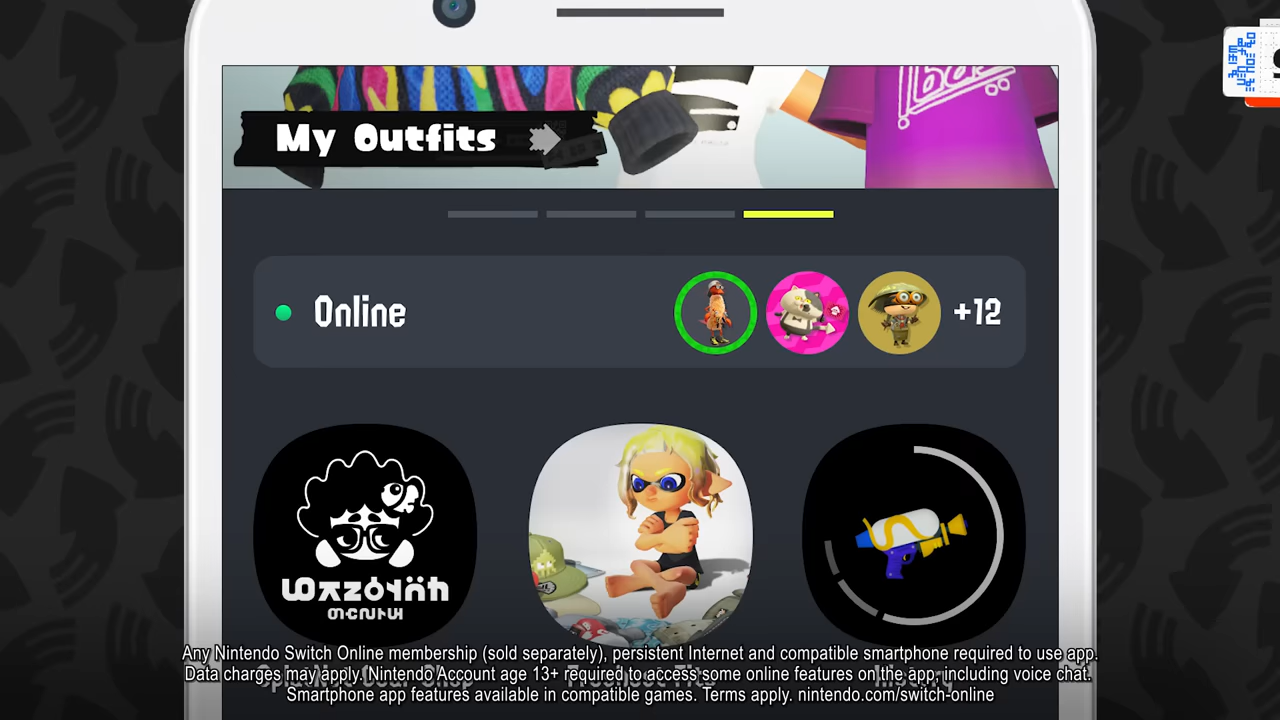 My Outfits
Online
+12
Any Nintendo Switch Online membership (sold separately), persistent Internet and compatible smartphone required to use app.
Data charges may apply. Nintendo Account age 13+ required to access some online features on the app, including voice chat.
Smartphone app features available in compatible games. Terms apply. nintendo.com/switch-online